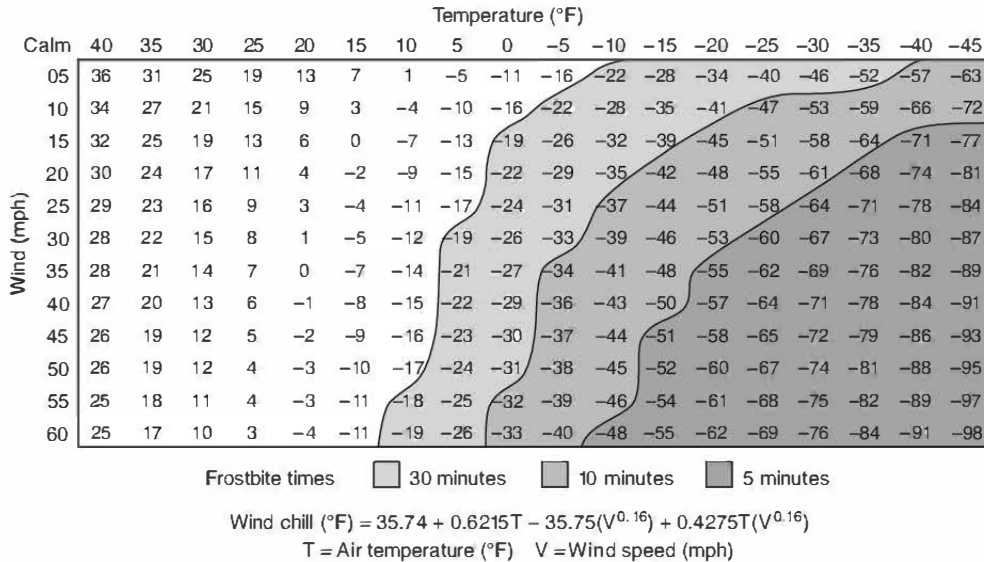 Temperature (°F)
Calm 40 35 30 25 20 15 10 5 0 –5 –10 –15 –20 –25 –30 –35 –40 –45
05 36 31 25 19 13 7 1 –5 –11 –16 –22 –28 –34 –40 –46 –52 –57 –63
10 34 27 21 15 9 3 –4 –10 –16 –22 –28 –35 –41 –47 –53 –59 –66 –72
15 32 25 19 13 6 0 –7 –13 –19 –26 –32 –39 –45 –51 –58 –64 –71 –77
20 30 24 17 11 4 –2 –9 –15 –22 –29 –35 –42 –48 –55 –61 –68 –74 –81
25 29 23 16 9 3 –4 –11 –17 –24 –31 –37 –44 –51 –58 –64 –71 –78 –84
30 28 22 15 8 1 –5 –12 –19 –26 –33 –39 –46 –53 –60 –67 –73 –80 –87
35 28 21 14 7 0 –7 –14 –21 –27 –34 –41 –48 –55 –62 –69 –76 –82 –89
40 27 20 13 6 –1 –8 –15 –22 –29 –36 –43 –50 –57 –64 –71 –78 –84 –91
45 26 19 12 5 –2 –9 –16 –23 –30 –37 –44 –51 –58 –65 –72 –79 –86 –93
50 26 19 12 4 –3 –10 –17 –24 –31 –38 –45 –52 –60 –67 –74 –81 –88 –95
55 25 18 11 4 –3 –11 –18 –25 –32 –39 –46 –54 –61 –68 –75 –82 –89 –97
60 25 17 10 3 –4 –11 –19 –26 –33 –40 –48 –55 –62 –69 –76 –84 –91 –98
Wind (mph)
Frostbite times 30 minutes 10 minutes 5 minutes
Wind chill (°F) = 35.74 + 0.6215T – 35.75(V^0.16) + 0.4275T(V^0.16)
T = Air temperature (°F) V = Wind speed (mph)